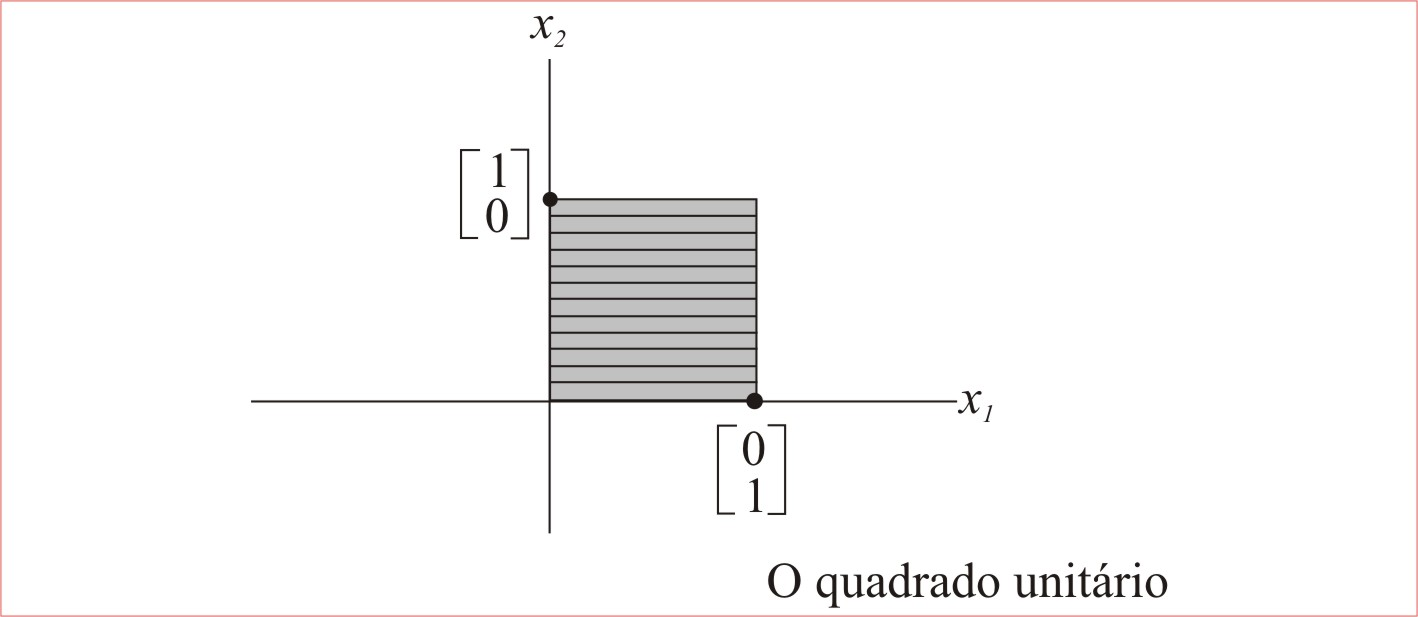 x₂
[1
0]
x₁
[0
1]
O quadrado unitário